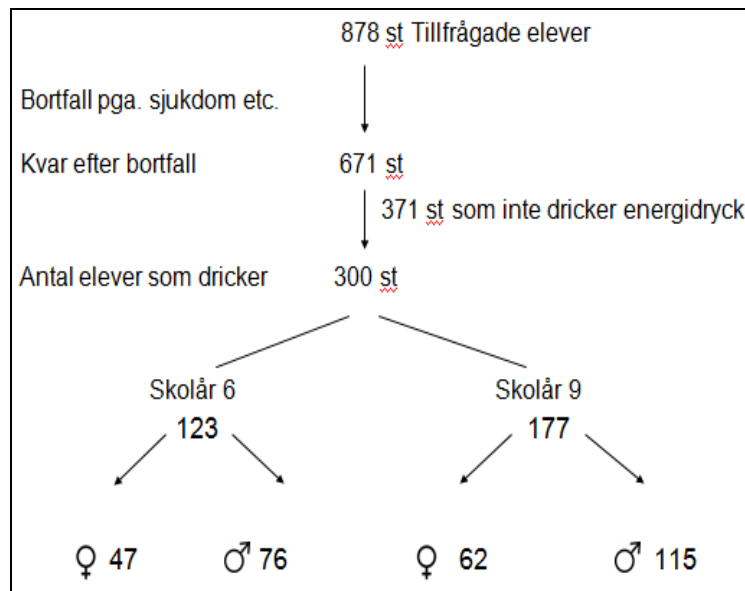 878 st Tillfrågade elever
Bortfall pga. sjukdom etc.
Kvar efter bortfall 671 st
371 st som inte dricker energidryck
Antal elever som dricker 300 st
Skolår 6 Skolår 9
123 177
♀ 47 ♂ 76 ♀ 62 ♂ 115